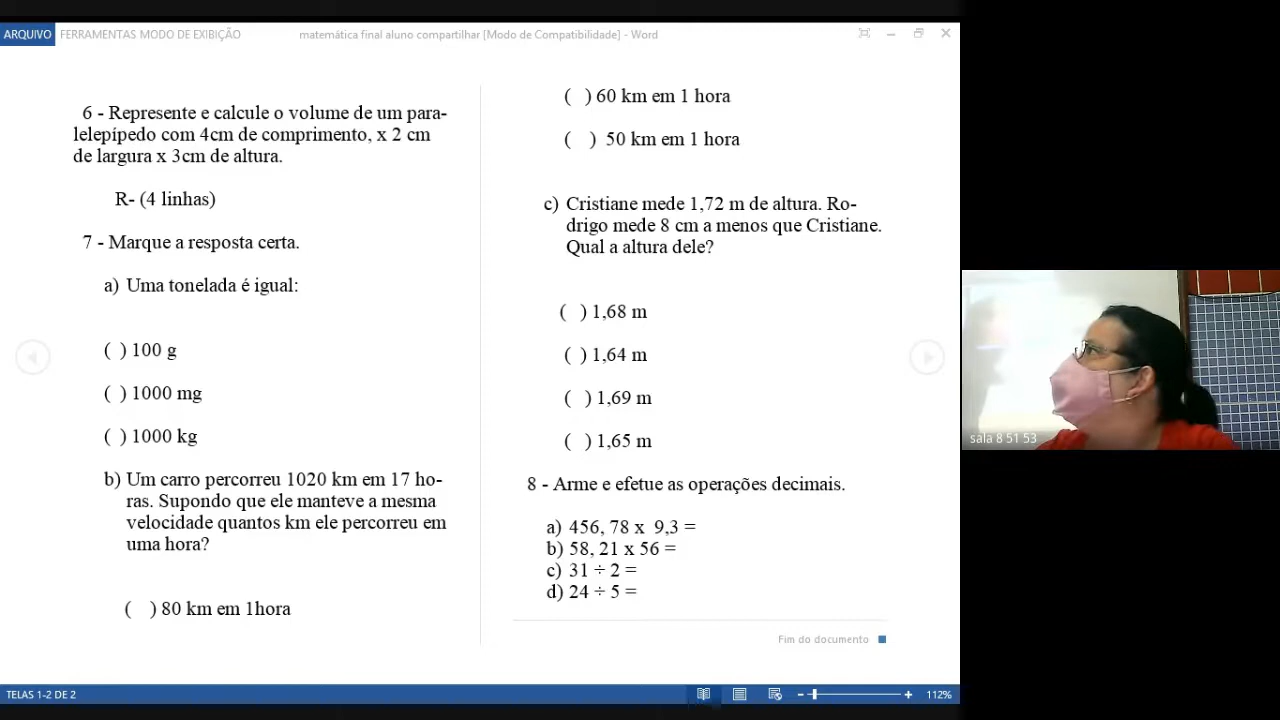 ARQUIVO FERRAMENTAS MODO DE EXIBIÇÃO matemática final aluno compartilhar [Modo de Compatibilidade] - Word
6 - Represente e calcule o volume de um para-
lelepípedo com 4cm de comprimento, x 2 cm
de largura x 3cm de altura.
R- (4 linhas)
7 - Marque a resposta certa.
a) Uma tonelada é igual:
( ) 100 g
( ) 1000 mg
( ) 1000 kg
b) Um carro percorreu 1020 km em 17 ho-
ras. Supondo que ele manteve a mesma
velocidade quantos km ele percorreu em
uma hora?
( ) 80 km em 1hora
( ) 60 km em 1 hora
( ) 50 km em 1 hora
c) Cristiane mede 1,72 m de altura. Ro-
drigo mede 8 cm a menos que Cristiane.
Qual a altura dele?
( ) 1,68 m
( ) 1,64 m
( ) 1,69 m
( ) 1,65 m
8 - Arme e efetue as operações decimais.
a) 456, 78 x 9,3 =
b) 58, 21 x 56 =
c) 31 ÷ 2 =
d) 24 ÷ 5 =
Fim do documento
sala 8 51 53
TELAS 1-2 DE 2
112%